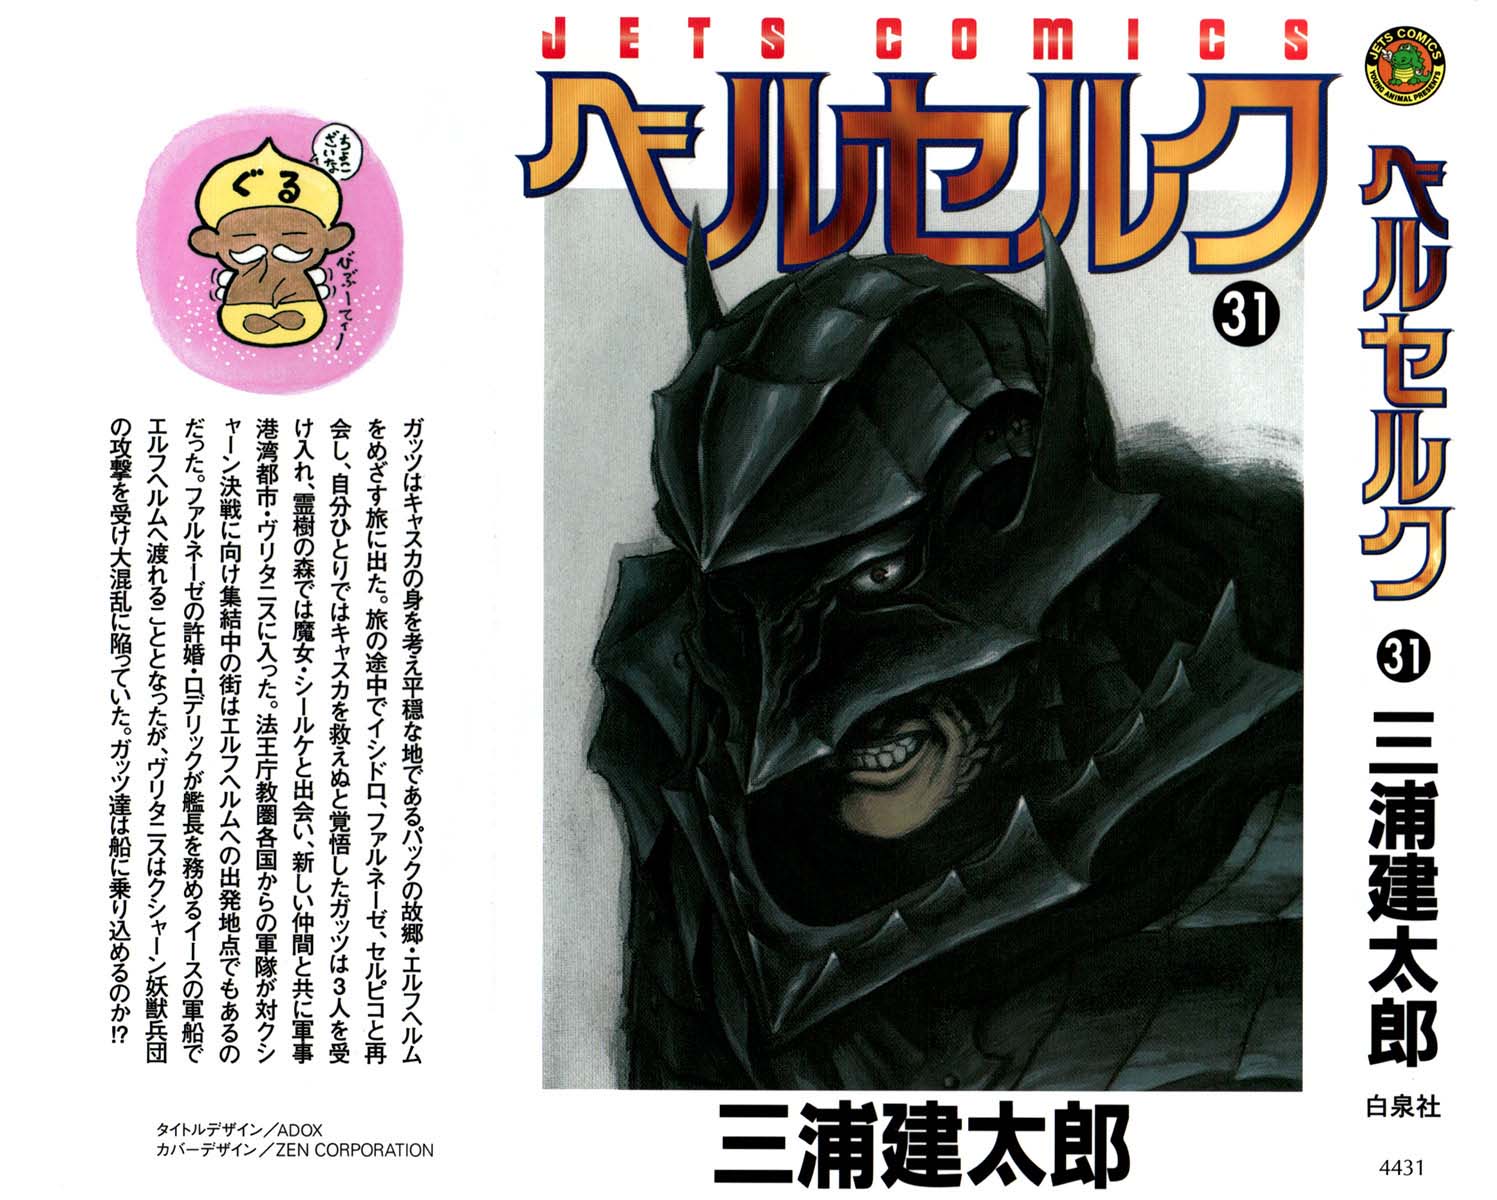 JETS COMICS
ベルセルク
31
三浦建太郎
JETS COMICS
YOUNG ANIMAL PRESENTS
ベルセルク
31
三浦建太郎
白泉社
4431
ちょこ
ざいなよ
ぐる
びぶーてぃー
ガッツはキャスカの身を考え平穏な地であるパックの故郷・エルフヘルム
をめざす旅に出た。旅の途中でイシドロ、ファルネーゼ、セルピコと再
会し、自分ひとりではキャスカを救えぬと覚悟したガッツは3人を受
け入れ、霊樹の森では魔女・シールケと出会い、新しい仲間と共に軍事
港湾都市・ヴリタニスに入った。法王庁教圏各国からの軍隊が対クシ
ャーン決戦に向け集結中の街はエルフヘルムへの出発地点でもあるの
だった。ファルネーゼの許婚・ロデリックが艦長を務めるイースの軍船で
エルフヘルムへ渡れることとなったが、ヴリタニスはクシャーン妖獣兵団
の攻撃を受け大混乱に陥っていた。ガッツ達は船に乗り込めるのか!?
タイトルデザイン／ADOX
カバーデザイン／ZEN CORPORATION